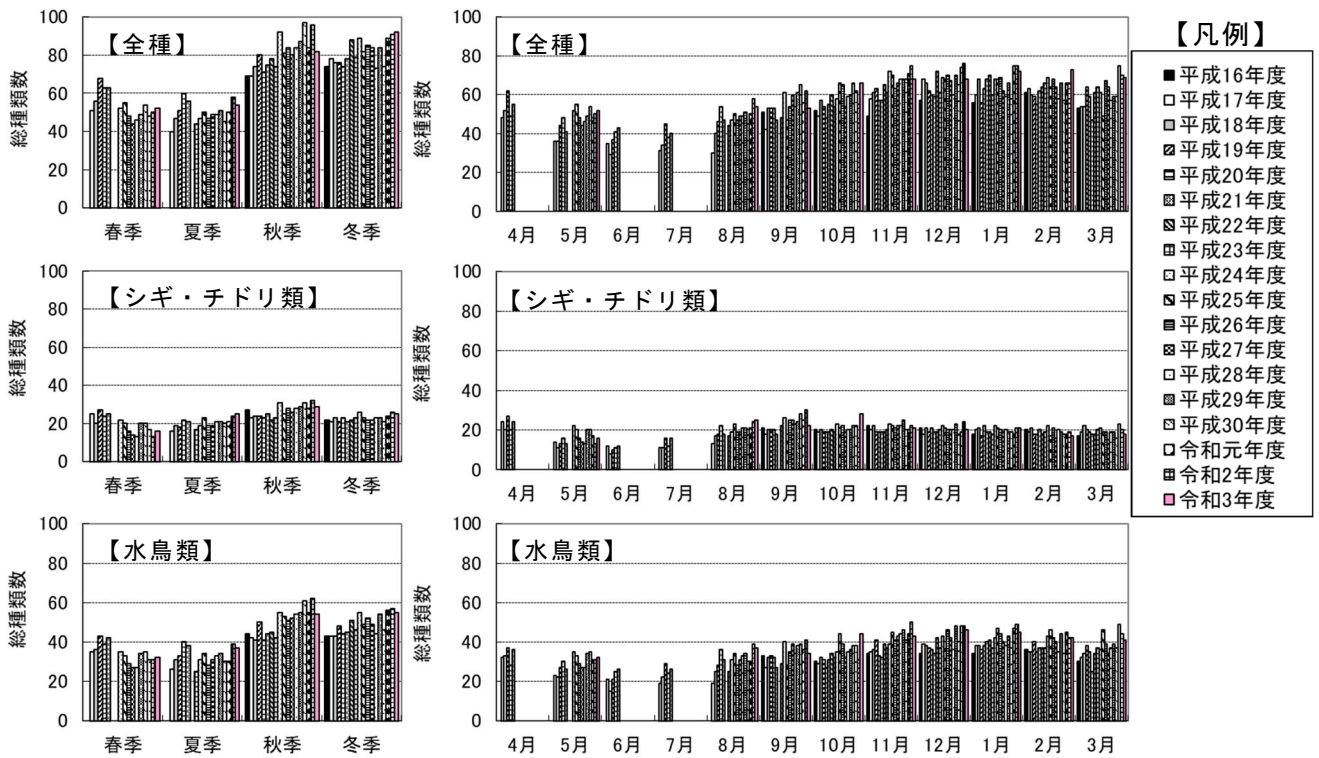 【全種】
総種類数
100
80
60
40
20
0
春季 夏季 秋季 冬季
【全種】
総種類数
100
80
60
40
20
0
4月 5月 6月 7月 8月 9月 10月 11月 12月 1月 2月 3月
【シギ・チドリ類】
総種類数
100
80
60
40
20
0
春季 夏季 秋季 冬季
【シギ・チドリ類】
総種類数
100
80
60
40
20
0
4月 5月 6月 7月 8月 9月 10月 11月 12月 1月 2月 3月
【水鳥類】
総種類数
100
80
60
40
20
0
春季 夏季 秋季 冬季
【水鳥類】
総種類数
100
80
60
40
20
0
4月 5月 6月 7月 8月 9月 10月 11月 12月 1月 2月 3月
【凡例】
平成16年度
平成17年度
平成18年度
平成19年度
平成20年度
平成21年度
平成22年度
平成23年度
平成24年度
平成25年度
平成26年度
平成27年度
平成28年度
平成29年度
平成30年度
令和元年度
令和2年度
令和3年度